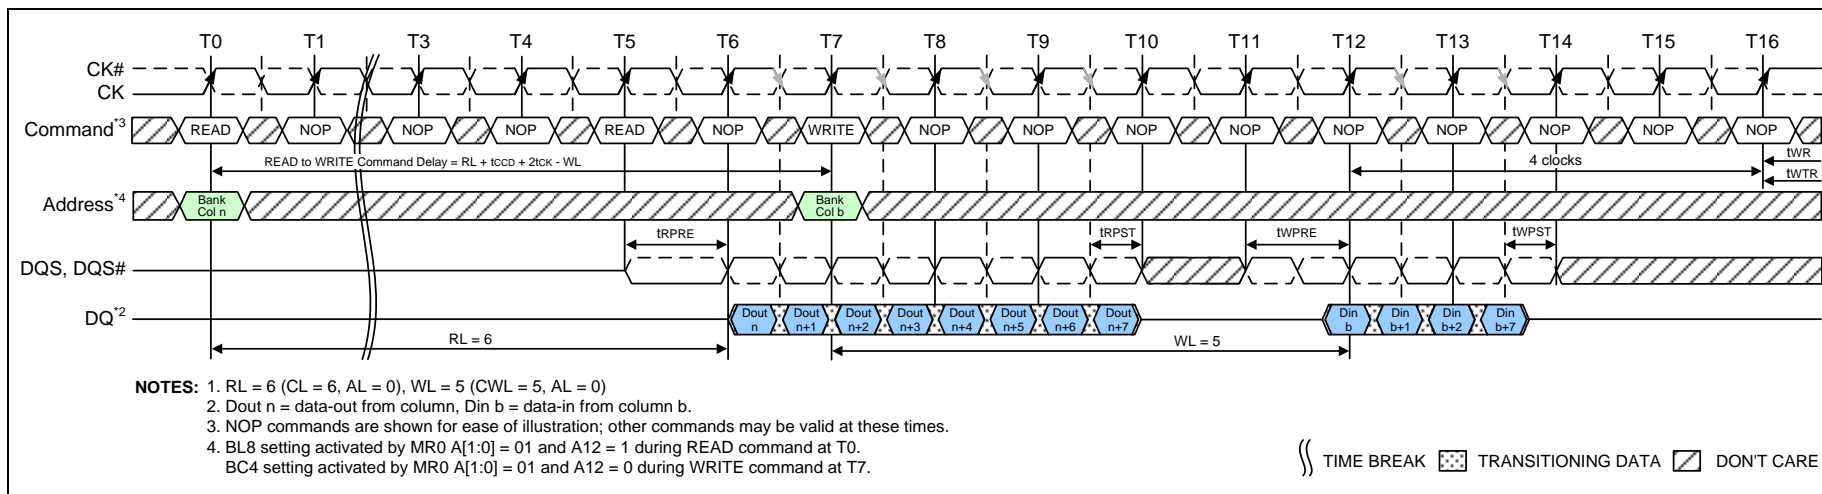 T0 T1 T3 T4 T5 T6 T7 T8 T9 T10 T11 T12 T13 T14 T15 T16
CK#
CK
Command*3 READ NOP NOP NOP READ NOP WRITE NOP NOP NOP NOP NOP NOP NOP NOP NOP
READ to WRITE Command Delay = RL + tCCD + 2tCK - WL
4 clocks
tWR
tWTR
Address*4
Bank
Col n
Bank
Col b
tRPRE tRPST tWPRE tWPST
DQS, DQS#
DQ*2
Dout
n
Dout
n+1
Dout
n+2
Dout
n+3
Dout
n+4
Dout
n+5
Dout
n+6
Dout
n+7
Din
b
Din
b+1
Din
b+2
Din
b+7
RL = 6
WL = 5
NOTES: 1. RL = 6 (CL = 6, AL = 0), WL = 5 (CWL = 5, AL = 0)
2. Dout n = data-out from column, Din b = data-in from column b.
3. NOP commands are shown for ease of illustration; other commands may be valid at these times.
4. BL8 setting activated by MR0 A[1:0] = 01 and A12 = 1 during READ command at T0.
BC4 setting activated by MR0 A[1:0] = 01 and A12 = 0 during WRITE command at T7.
TIME BREAK TRANSITIONING DATA DON'T CARE